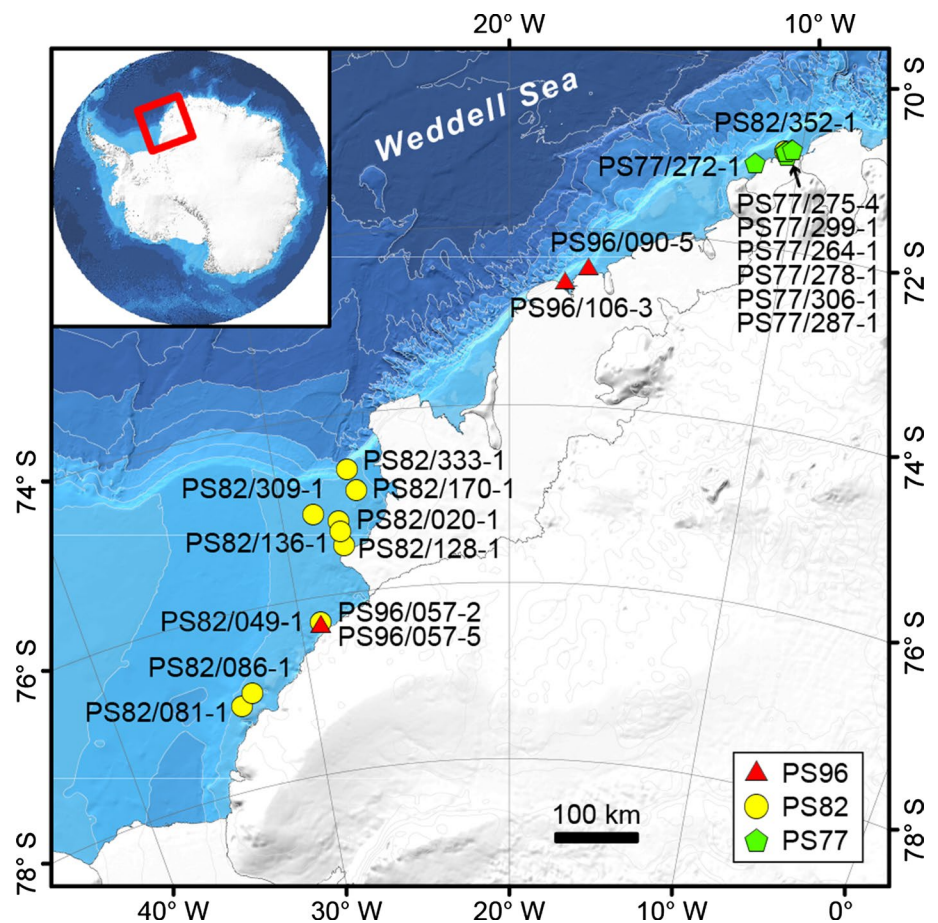 20° W
10° W
Weddell Sea
70° S
PS82/352-1
PS77/272-1
PS77/275-4
PS77/299-1
PS77/264-1
PS77/278-1
PS77/306-1
PS77/287-1
PS96/090-5
PS96/106-3
72° S
PS82/333-1
PS82/309-1
PS82/170-1
PS82/020-1
PS82/136-1
PS82/128-1
74° S
74° S
PS82/049-1
PS96/057-2
PS96/057-5
PS82/086-1
PS82/081-1
76° S
76° S
PS96
PS82
PS77
100 km
78° S
78° S
40° W
30° W
20° W
10° W
0°